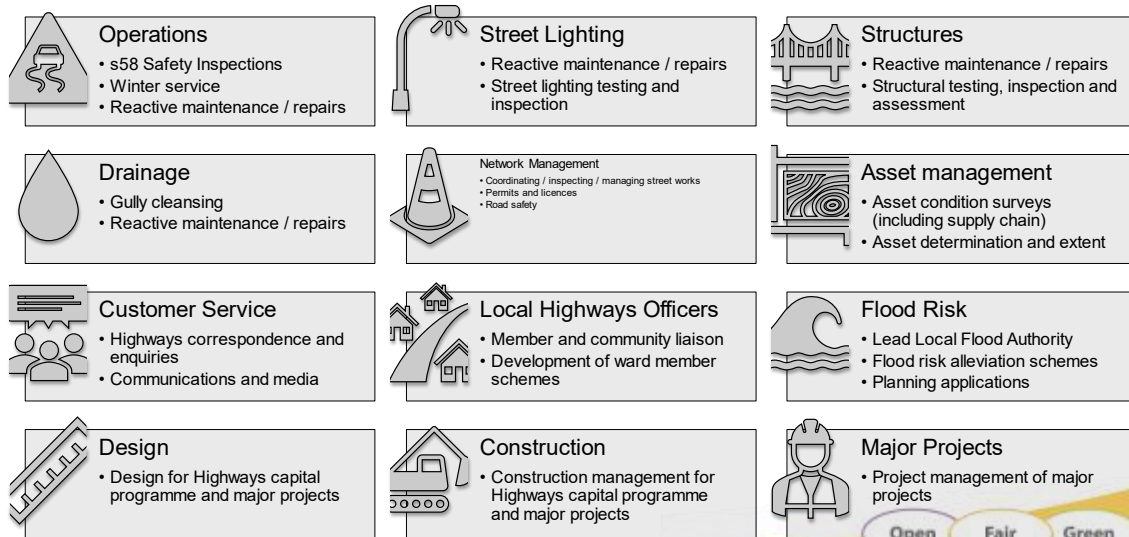 Operations
• s58 Safety Inspections
• Winter service
• Reactive maintenance / repairs
Street Lighting
• Reactive maintenance / repairs
• Street lighting testing and
inspection
Structures
• Reactive maintenance / repairs
• Structural testing, inspection and
assessment
Drainage
• Gully cleansing
• Reactive maintenance / repairs
Network Management
• Coordinating / inspecting / managing street works
• Permits and licences
• Road safety
Asset management
• Asset condition surveys
(including supply chain)
• Asset determination and extent
Customer Service
• Highways correspondence and
enquiries
• Communications and media
Local Highways Officers
• Member and community liaison
• Development of ward member
schemes
Flood Risk
• Lead Local Flood Authority
• Flood risk alleviation schemes
• Planning applications
Design
• Design for Highways capital
programme and major projects
Construction
• Construction management for
Highways capital programme
and major projects
Major Projects
• Project management of major
projects
Open Fair Green